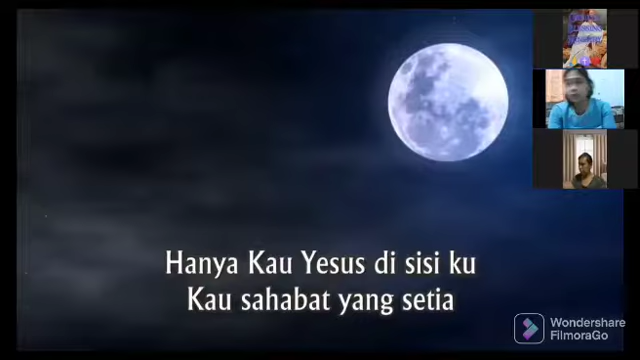 Hanya Kau Yesus di sisi ku
Kau sahabat yang setia
Wondershare
FilmoraGo